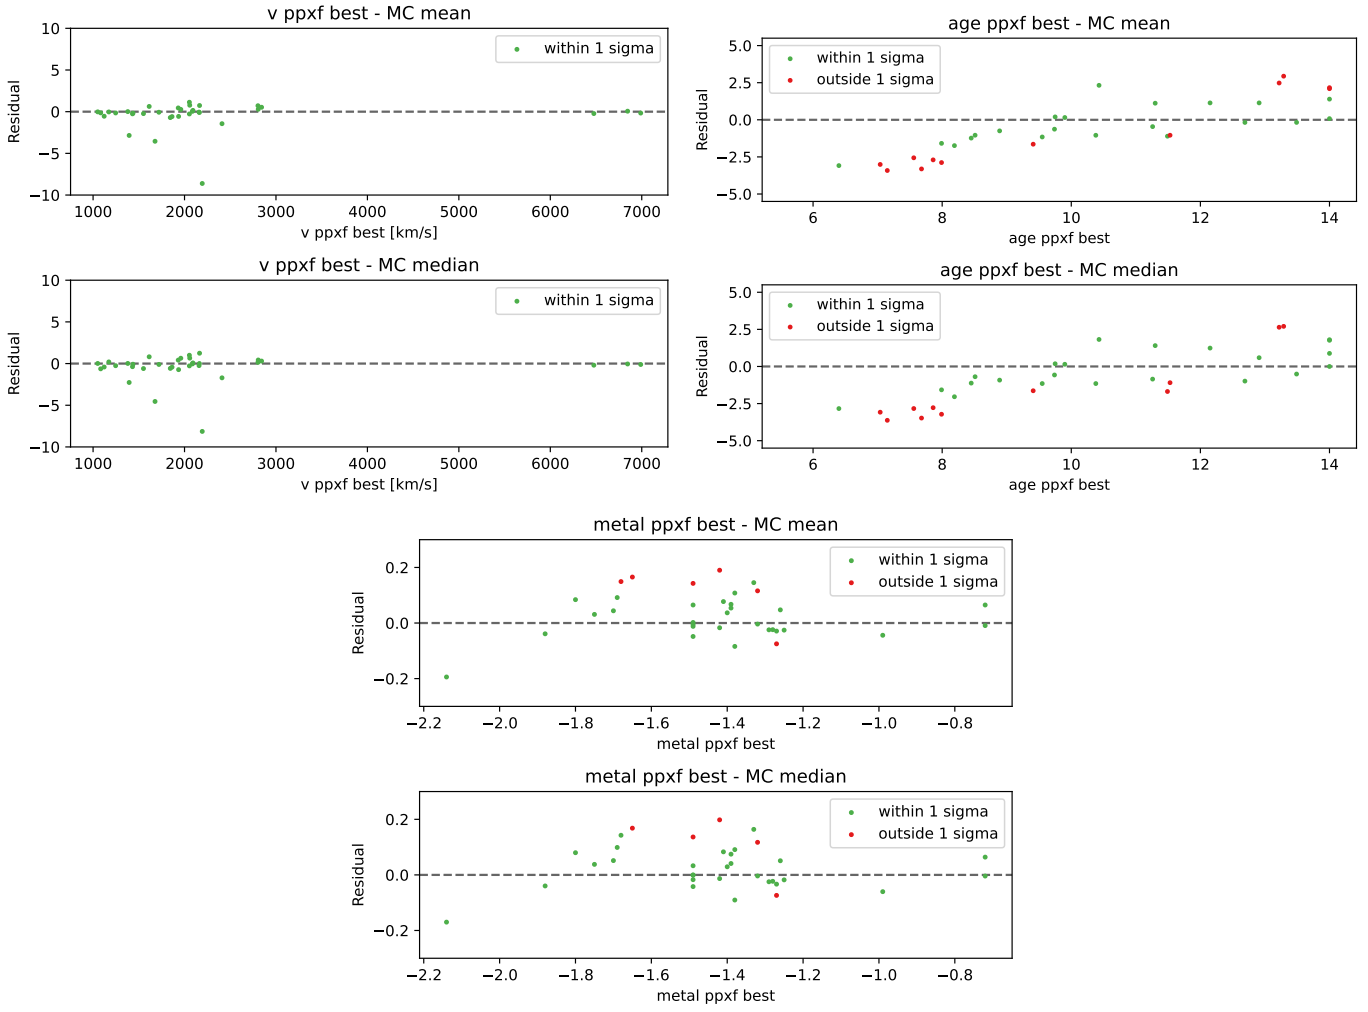 v ppxf best - MC mean
10
5
0
−5
−10
Residual
within 1 sigma
1000 2000 3000 4000 5000 6000 7000
v ppxf best [km/s]
age ppxf best - MC mean
5.0
2.5
0.0
−2.5
−5.0
Residual
within 1 sigma
outside 1 sigma
6 8 10 12 14
age ppxf best
v ppxf best - MC median
10
5
0
−5
−10
Residual
within 1 sigma
1000 2000 3000 4000 5000 6000 7000
v ppxf best [km/s]
age ppxf best - MC median
5.0
2.5
0.0
−2.5
−5.0
Residual
within 1 sigma
outside 1 sigma
6 8 10 12 14
age ppxf best
metal ppxf best - MC mean
0.2
0.0
−0.2
Residual
within 1 sigma
outside 1 sigma
−2.2 −2.0 −1.8 −1.6 −1.4 −1.2 −1.0 −0.8
metal ppxf best
metal ppxf best - MC median
0.2
0.0
−0.2
Residual
within 1 sigma
outside 1 sigma
−2.2 −2.0 −1.8 −1.6 −1.4 −1.2 −1.0 −0.8
metal ppxf best